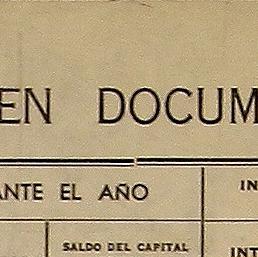 EN DOCUM
ANTE EL AÑO
IN
SALDO DEL CAPITAL
INT